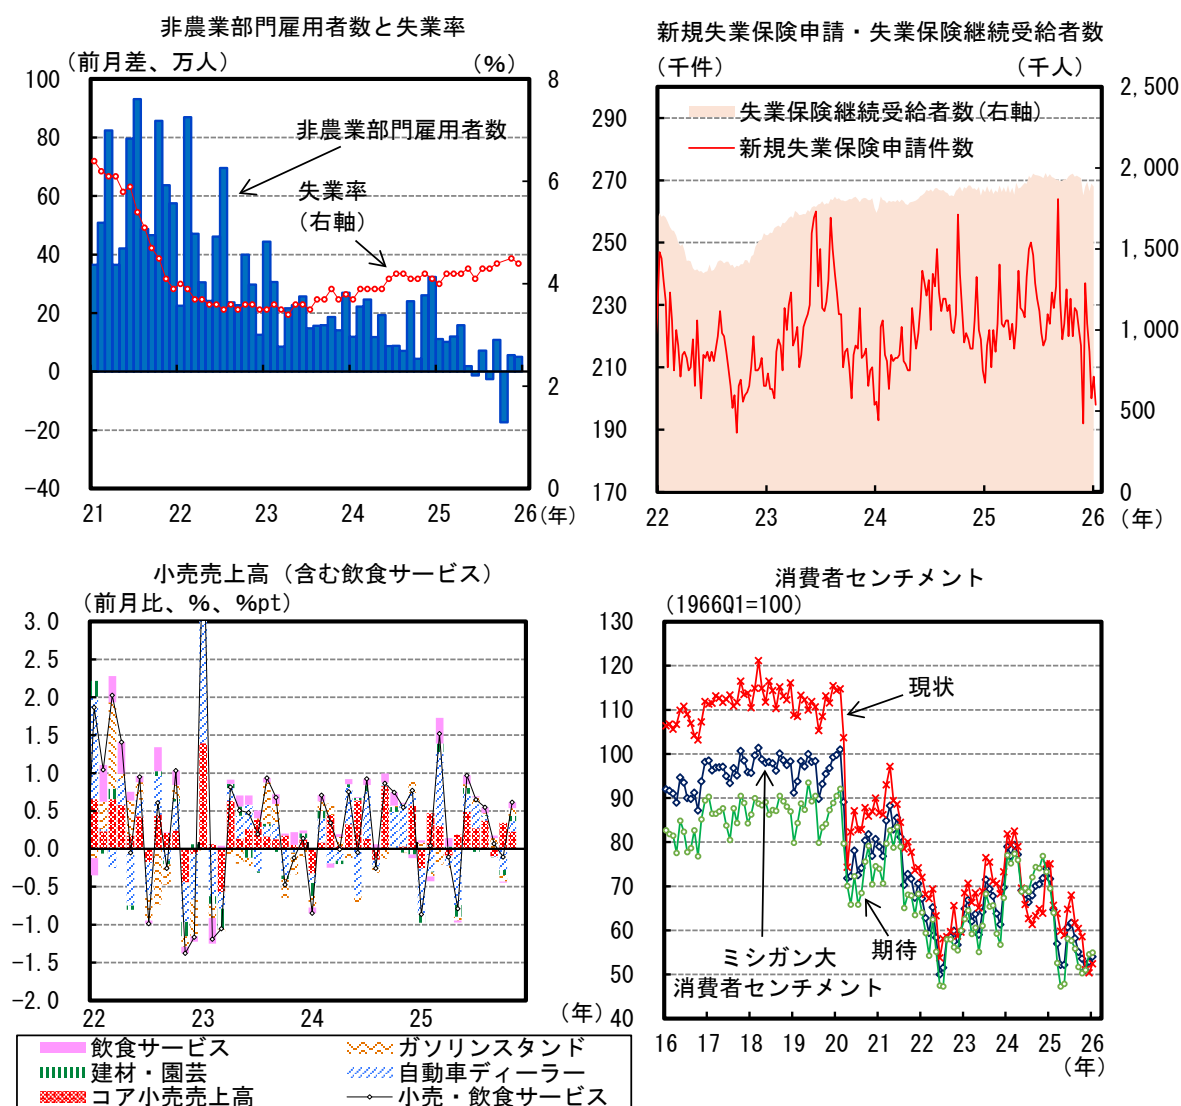 非農業部門雇用者数と失業率
(前月差、万人)
(%)
100
80
60
40
20
0
-20
-40
8
6
4
2
0
非農業部門雇用者数
失業率
(右軸)
21
22
23
24
25
26
(年)
新規失業保険申請・失業保険継続受給者数
(千件)
(千人)
290
270
250
230
210
190
170
2,500
2,000
1,500
1,000
500
0
失業保険継続受給者数(右軸)
新規失業保険申請件数
22
23
24
25
26
(年)
小売売上高(含む飲食サービス)
(前月比、%、%pt)
3.0
2.5
2.0
1.5
1.0
0.5
0.0
-0.5
-1.0
-1.5
-2.0
22
23
24
25
(年)
飲食サービス
ガソリンスタンド
建材・園芸
自動車ディーラー
コア小売売上高
小売・飲食サービス
消費者センチメント
(1966Q1=100)
130
120
110
100
90
80
70
60
50
40
現状
期待
ミシガン大
消費者センチメント
16
17
18
19
20
21
22
23
24
25
26
(年)